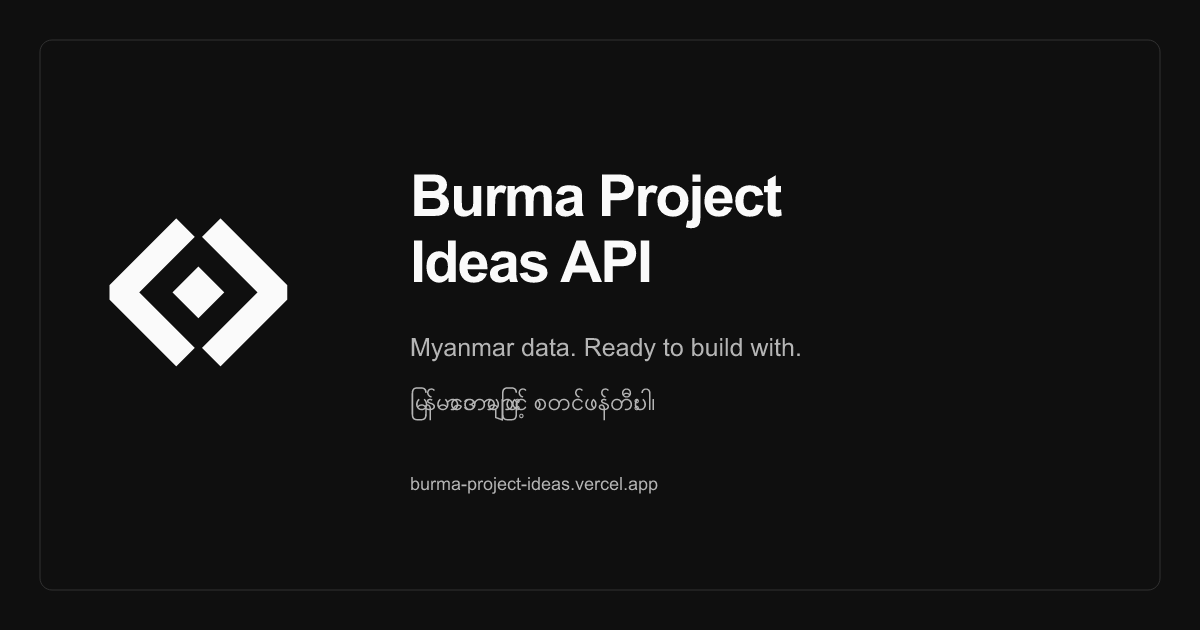 Burma Project
Ideas API
Myanmar data. Ready to build with.
မြန်မာဒေတာများဖြင့် စတင်ဖန်တီးပါ။
burma-project-ideas.vercel.app